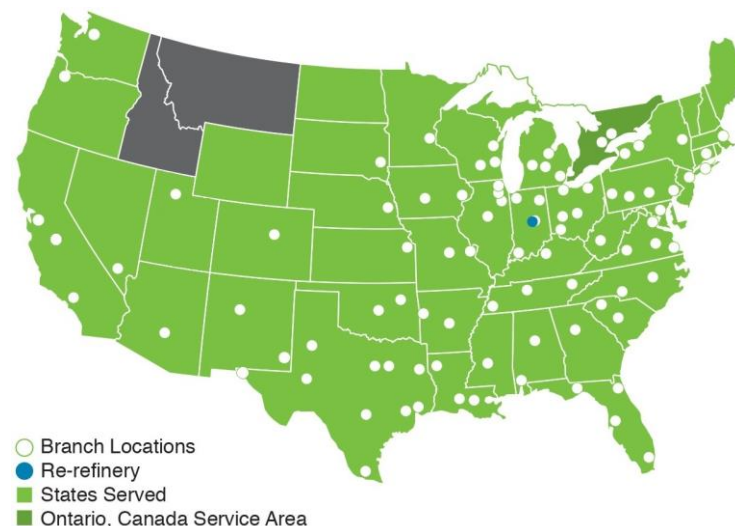 Branch Locations
Re-refinery
States Served
Ontario, Canada Service Area